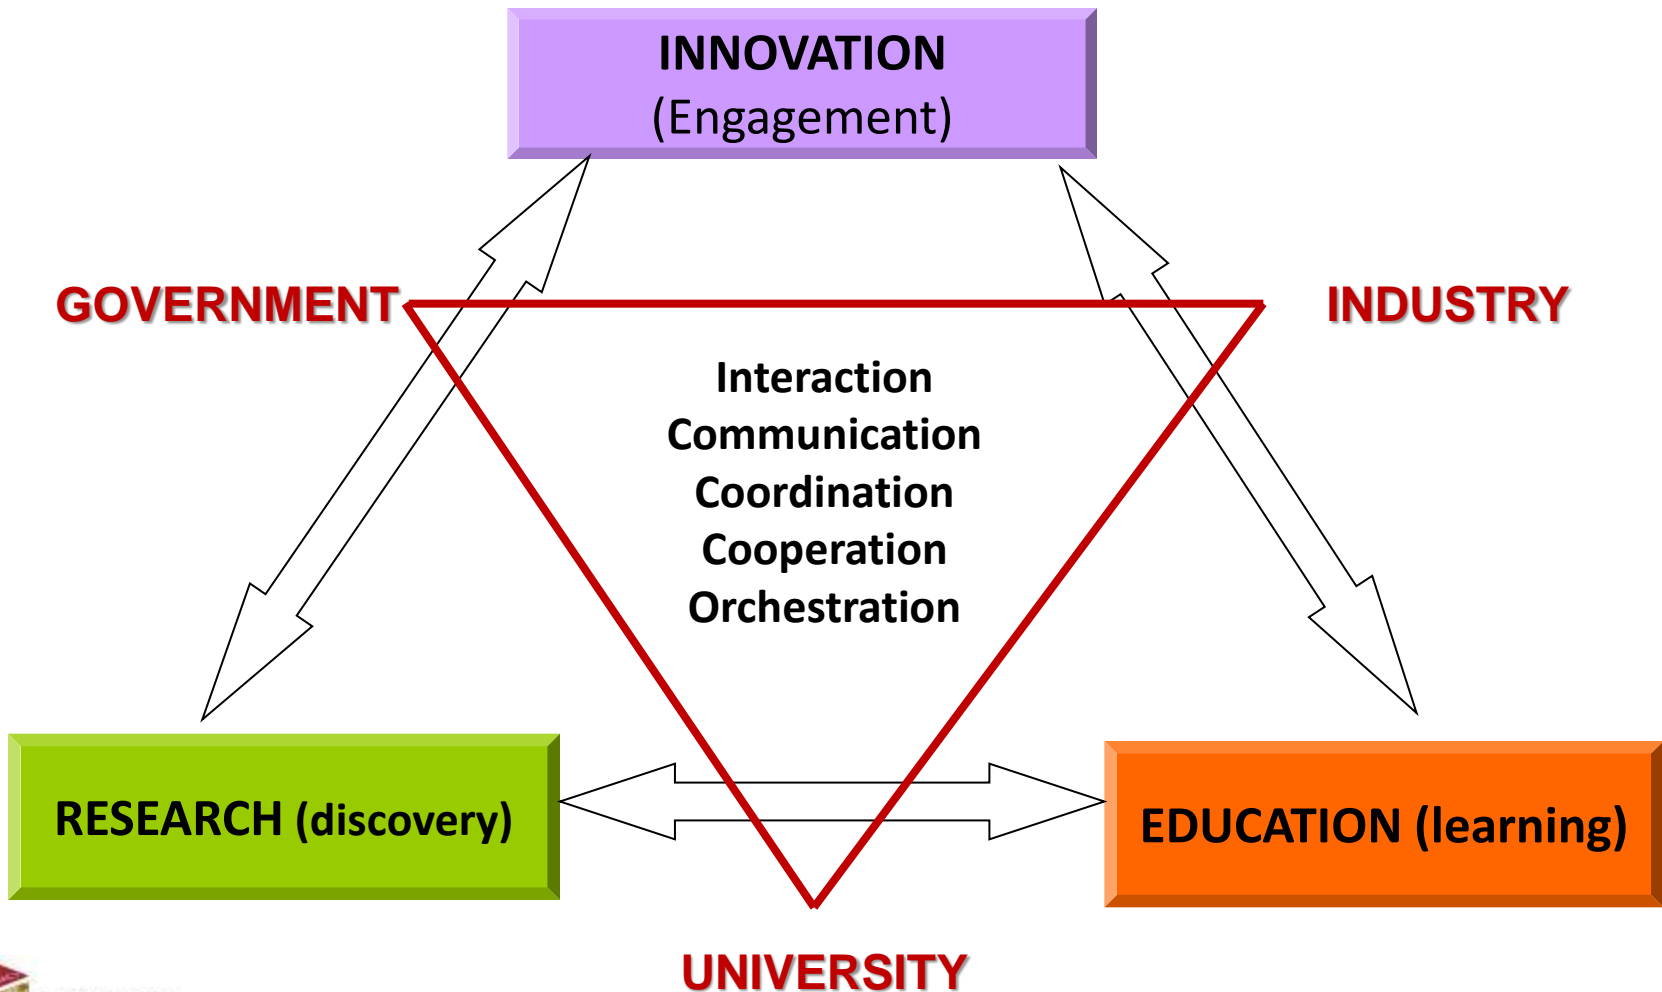 INNOVATION
(Engagement)
GOVERNMENT
INDUSTRY
Interaction
Communication
Coordination
Cooperation
Orchestration
RESEARCH (discovery)
EDUCATION (learning)
UNIVERSITY